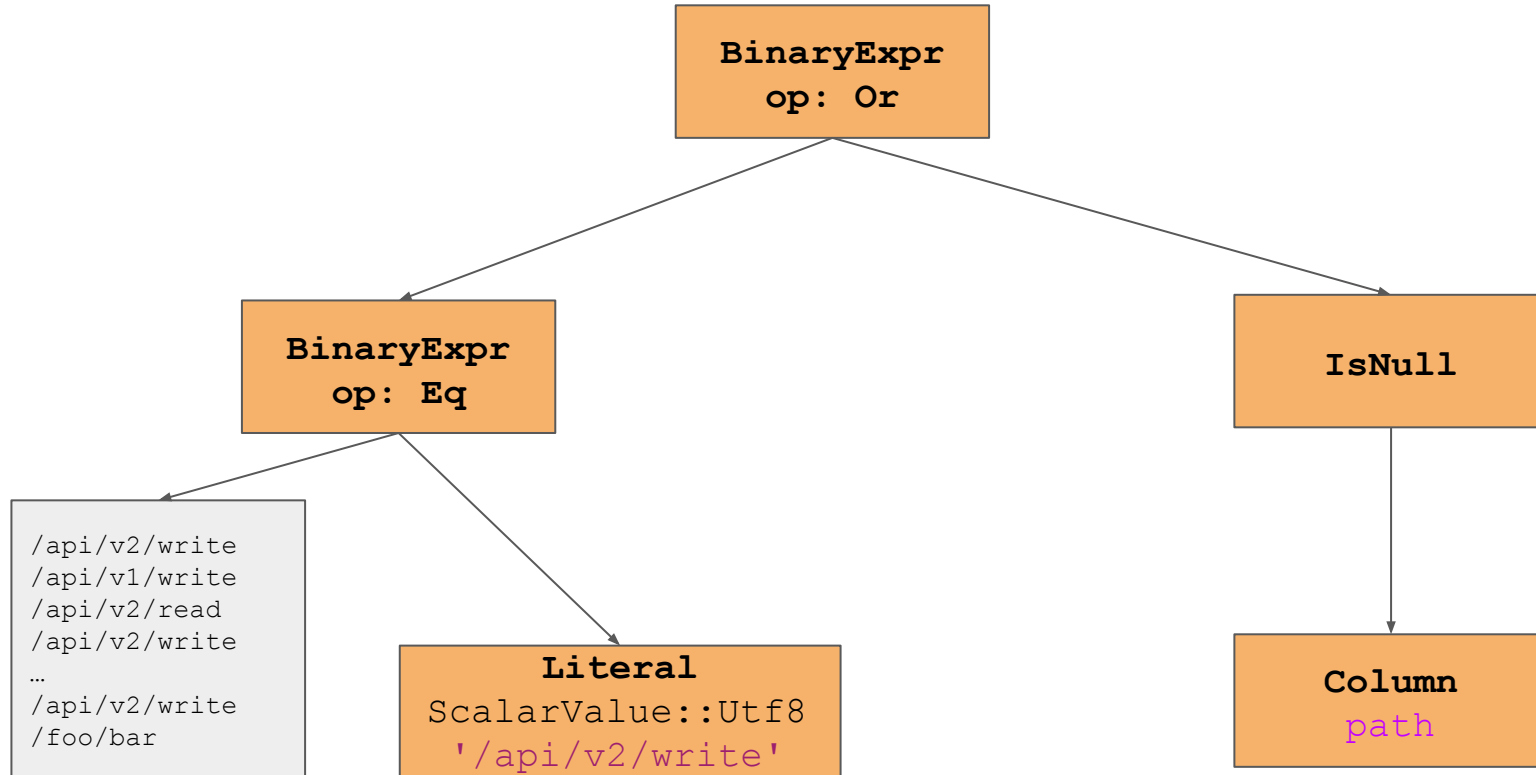 BinaryExpr
op: Or
BinaryExpr
op: Eq
IsNull
/api/v2/write
/api/v1/write
/api/v2/read
/api/v2/write
…
/api/v2/write
/foo/bar
Literal
ScalarValue::Utf8
'/api/v2/write'
Column
path